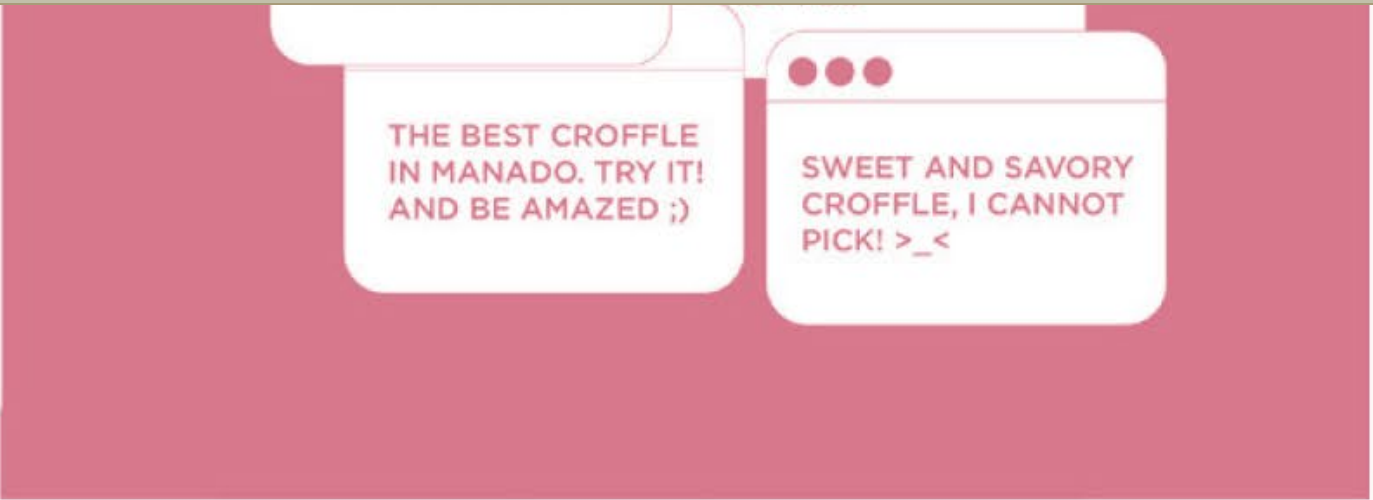 THE BEST CROFFLE
IN MANADO. TRY IT!
AND BE AMAZED ;)
SWEET AND SAVORY
CROFFLE, I CANNOT
PICK! >_<